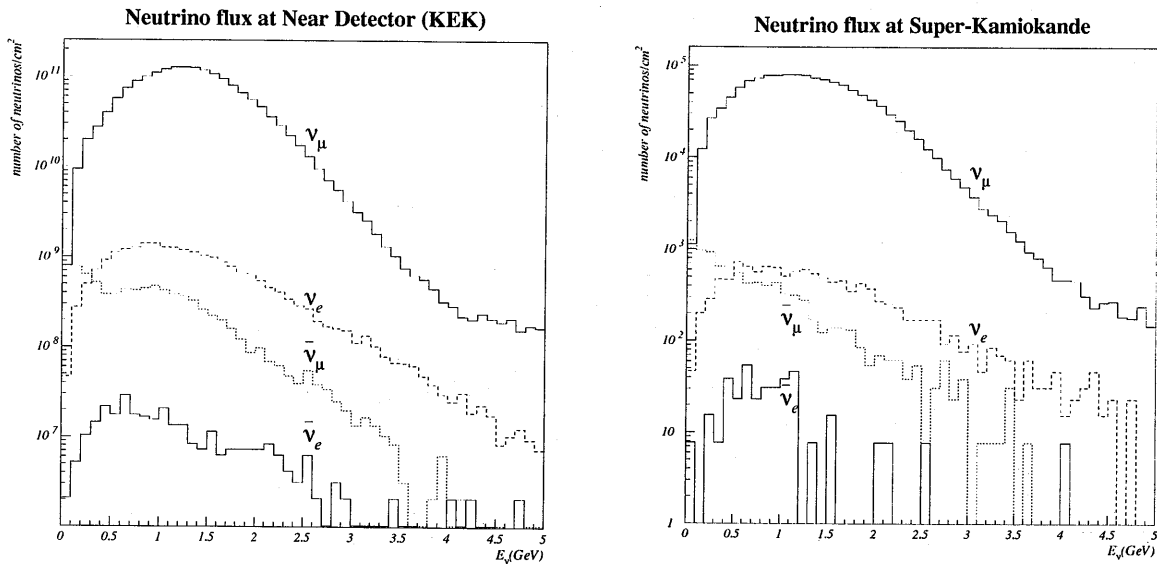 Neutrino flux at Near Detector (KEK)
number of neutrinos/cm²
10¹¹
10¹⁰
10⁹
10⁸
10⁷
ν_μ
ν_e
ν̄_μ
ν̄_e
0 0.5 1 1.5 2 2.5 3 3.5 4 4.5 5
E_ν(GeV)
Neutrino flux at Super-Kamiokande
number of neutrinos/cm²
10⁵
10⁴
10³
10²
10
1
ν_μ
ν_e
ν̄_μ
ν̄_e
0 0.5 1 1.5 2 2.5 3 3.5 4 4.5 5
E_ν(GeV)